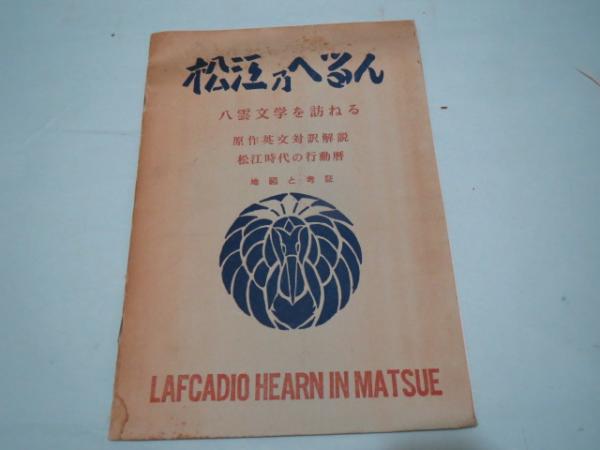 松江乃へるん
八雲文学を訪ねる
原作英文対訳解説
松江時代の行動暦
地図と考証
LAFCADIO HEARN IN MATSUE